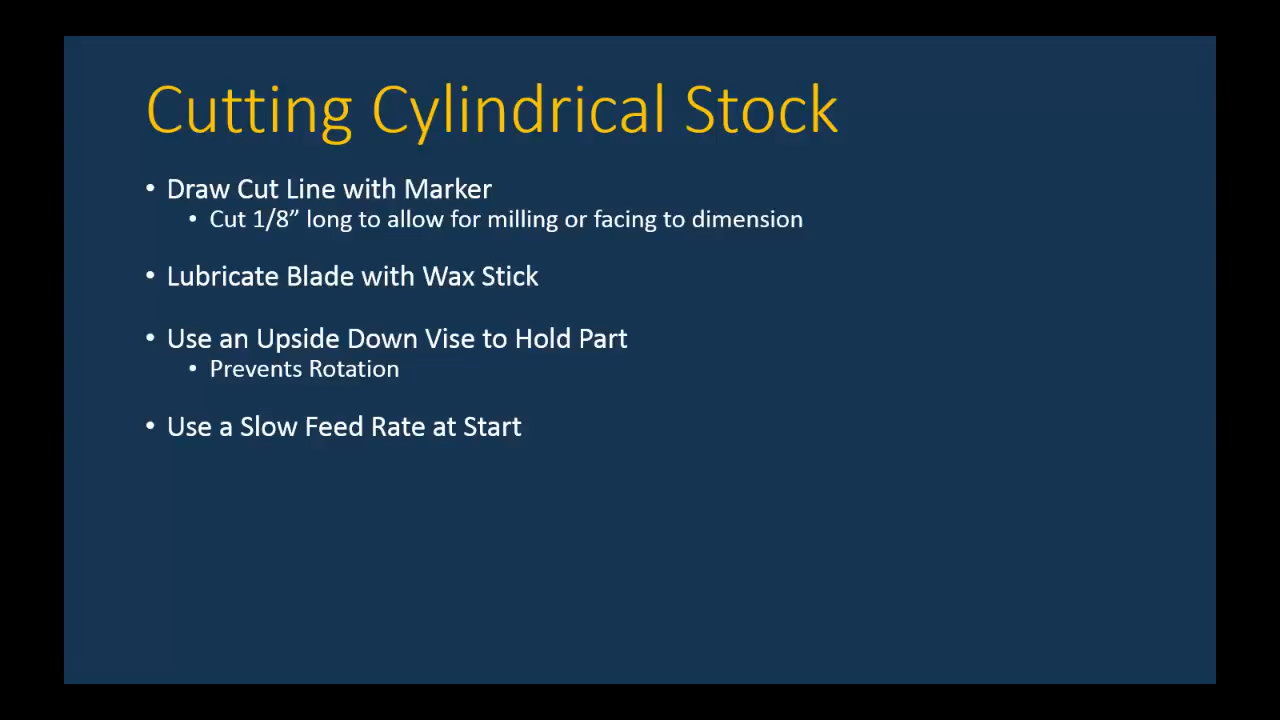 Cutting Cylindrical Stock
• Draw Cut Line with Marker
• Cut 1/8” long to allow for milling or facing to dimension
• Lubricate Blade with Wax Stick
• Use an Upside Down Vise to Hold Part
• Prevents Rotation
• Use a Slow Feed Rate at Start